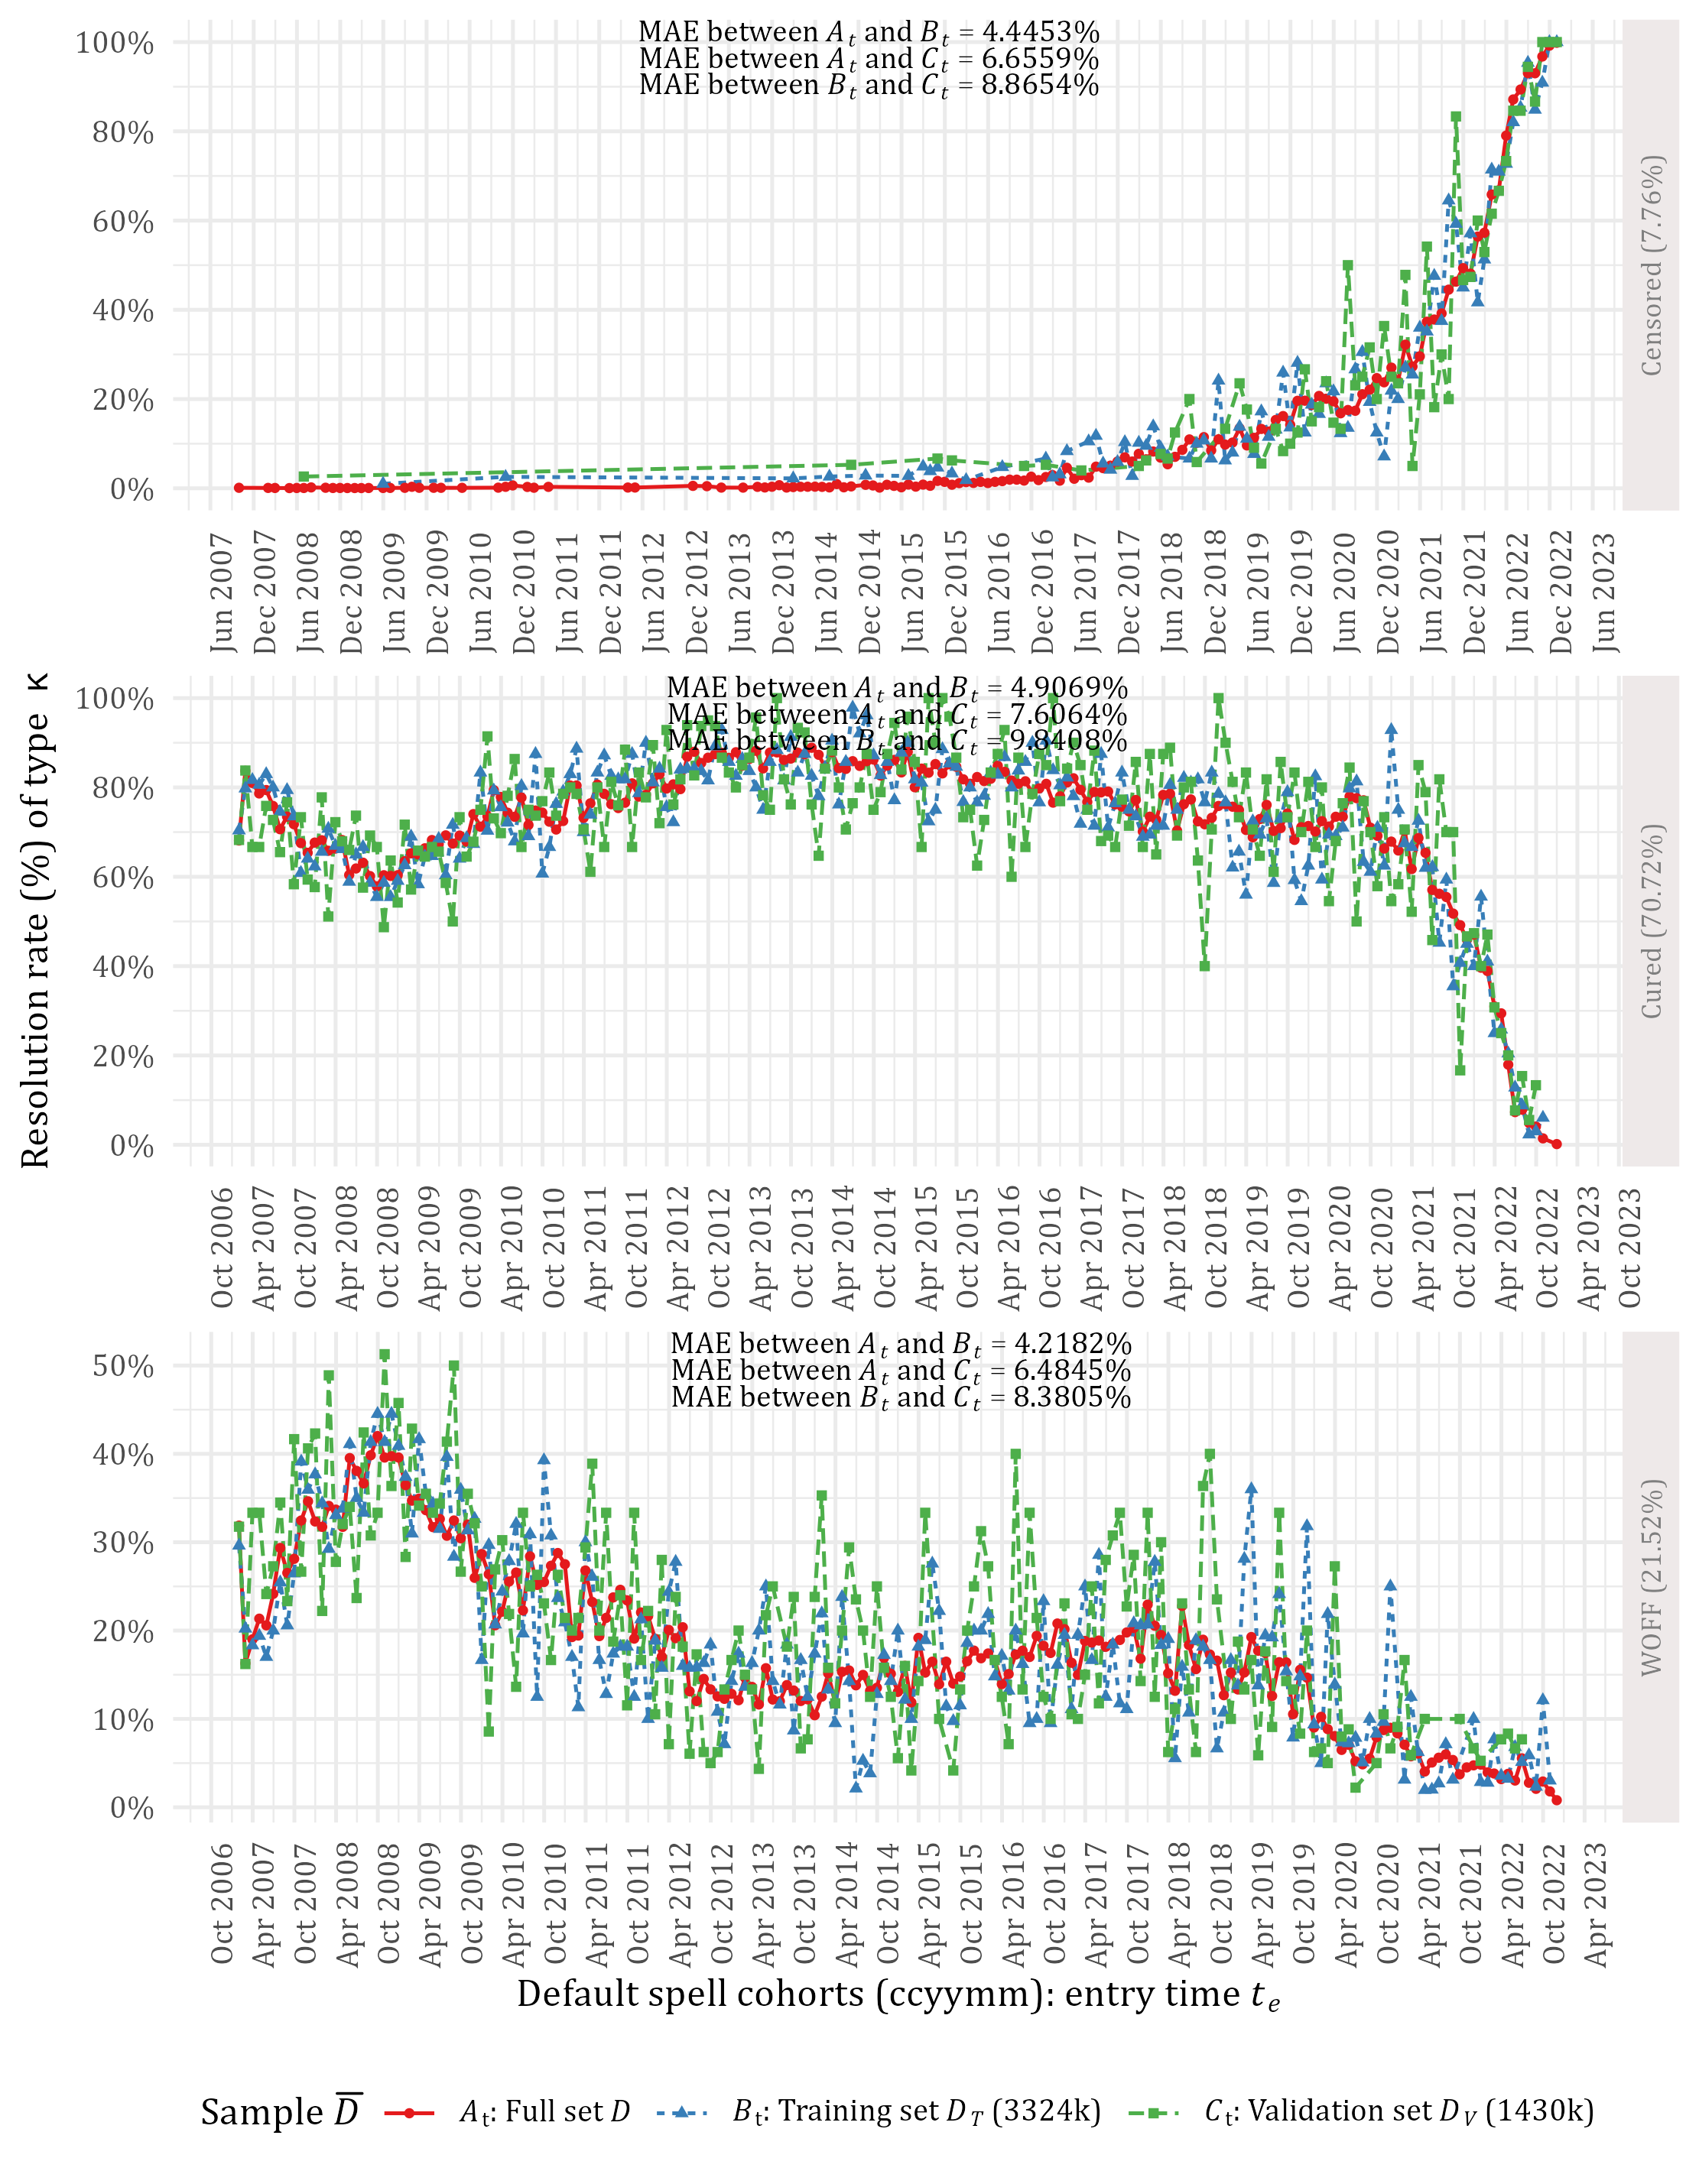 Resolution rate (%) of type κ
MAE between A_t and B_t = 4.4453%
MAE between A_t and C_t = 6.6559%
MAE between B_t and C_t = 8.8654%
100%
80%
60%
40%
20%
0%
Censored (7.76%)
Jun 2007
Dec 2007
Jun 2008
Dec 2008
Jun 2009
Dec 2009
Jun 2010
Dec 2010
Jun 2011
Dec 2011
Jun 2012
Dec 2012
Jun 2013
Dec 2013
Jun 2014
Dec 2014
Jun 2015
Dec 2015
Jun 2016
Dec 2016
Jun 2017
Dec 2017
Jun 2018
Dec 2018
Jun 2019
Dec 2019
Jun 2020
Dec 2020
Jun 2021
Dec 2021
Jun 2022
Dec 2022
Jun 2023
MAE between A_t and B_t = 4.9069%
MAE between A_t and C_t = 7.6064%
MAE between B_t and C_t = 9.8408%
100%
80%
60%
40%
20%
0%
Cured (70.72%)
Oct 2006
Apr 2007
Oct 2007
Apr 2008
Oct 2008
Apr 2009
Oct 2009
Apr 2010
Oct 2010
Apr 2011
Oct 2011
Apr 2012
Oct 2012
Apr 2013
Oct 2013
Apr 2014
Oct 2014
Apr 2015
Oct 2015
Apr 2016
Oct 2016
Apr 2017
Oct 2017
Apr 2018
Oct 2018
Apr 2019
Oct 2019
Apr 2020
Oct 2020
Apr 2021
Oct 2021
Apr 2022
Oct 2022
Apr 2023
Oct 2023
MAE between A_t and B_t = 4.2182%
MAE between A_t and C_t = 6.4845%
MAE between B_t and C_t = 8.3805%
50%
40%
30%
20%
10%
0%
WOFF (21.52%)
Oct 2006
Apr 2007
Oct 2007
Apr 2008
Oct 2008
Apr 2009
Oct 2009
Apr 2010
Oct 2010
Apr 2011
Oct 2011
Apr 2012
Oct 2012
Apr 2013
Oct 2013
Apr 2014
Oct 2014
Apr 2015
Oct 2015
Apr 2016
Oct 2016
Apr 2017
Oct 2017
Apr 2018
Oct 2018
Apr 2019
Oct 2019
Apr 2020
Oct 2020
Apr 2021
Oct 2021
Apr 2022
Oct 2022
Apr 2023
Default spell cohorts (ccyymm): entry time t_e
Sample D̅ A_t: Full set D B_t: Training set D_T (3324k) C_t: Validation set D_V (1430k)